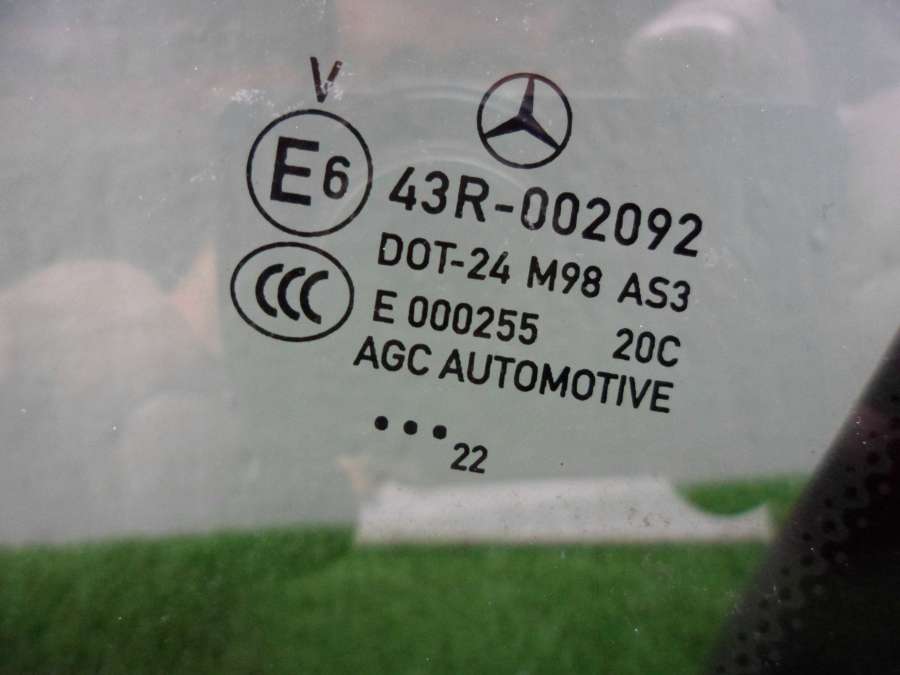 V
E6 43R-002092
DOT-24 M98 AS3
CCC
E 000255 20C
AGC AUTOMOTIVE
•••22